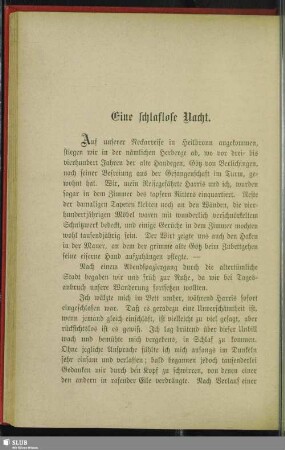 Eine schlaflose Nacht.
Auf unserer Neckarreise in Heilbronn angekommen,
stiegen wir in der nämlichen Herberge ab, wo vor drei- bis
vierhundert Jahren der alte Haudegen, Götz von Berlichingen,
nach seiner Befreiung aus der Gefangenschaft im Turm, ge-
wohnt hat. Wir, mein Reisegefährte Harris und ich, wurden
sogar in dem Zimmer des tapfern Ritters einquartiert. Reste
der damaligen Tapeten klebten noch an den Wänden, die vier-
hundertjährigen Möbel waren mit wunderlich verschnörkeltem
Schnitzwerk bedeckt, und einige Gerüche in dem Zimmer mochten
wohl tausendjährig sein. Der Wirt zeigte uns auch den Haken
in der Mauer, an dem der grimme alte Götz beim Zubettgehen
seine eiserne Hand aufzuhängen pflegte. —
Nach einem Abendspaziergang durch die altertümliche
Stadt begaben wir uns früh zur Ruhe, da wir bei Tages-
anbruch unsere Wanderung fortsetzen wollten.
Ich wälzte mich im Bett umher, während Harris sofort
eingeschlafen war. Daß es geradezu eine Unverschämtheit ist,
wenn jemand gleich einschläft, ist vielleicht zu viel gesagt, aber
rücksichtslos ist es gewiß. Ich lag brütend über dieser Unbill
wach und bemühte mich vergebens, in Schlaf zu kommen.
Ohne jegliche Ansprache fühlte ich mich anfangs im Dunkeln
sehr einsam und verlassen; bald begannen jedoch tausenderlei
Gedanken mir durch den Kopf zu schwirren, von denen einer
den andern in rasender Eile verdrängte. Nach Verlauf einer